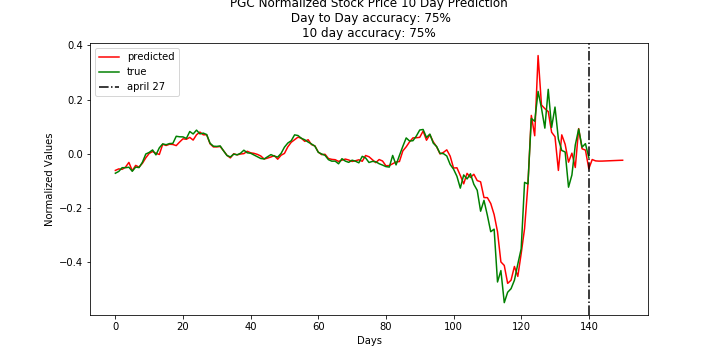 PGC Normalized Stock Price 10 Day Prediction
Day to Day accuracy: 75%
10 day accuracy: 75%
predicted
true
april 27
Normalized Values
0.4
0.2
0.0
−0.2
−0.4
0
20
40
60
80
100
120
140
Days